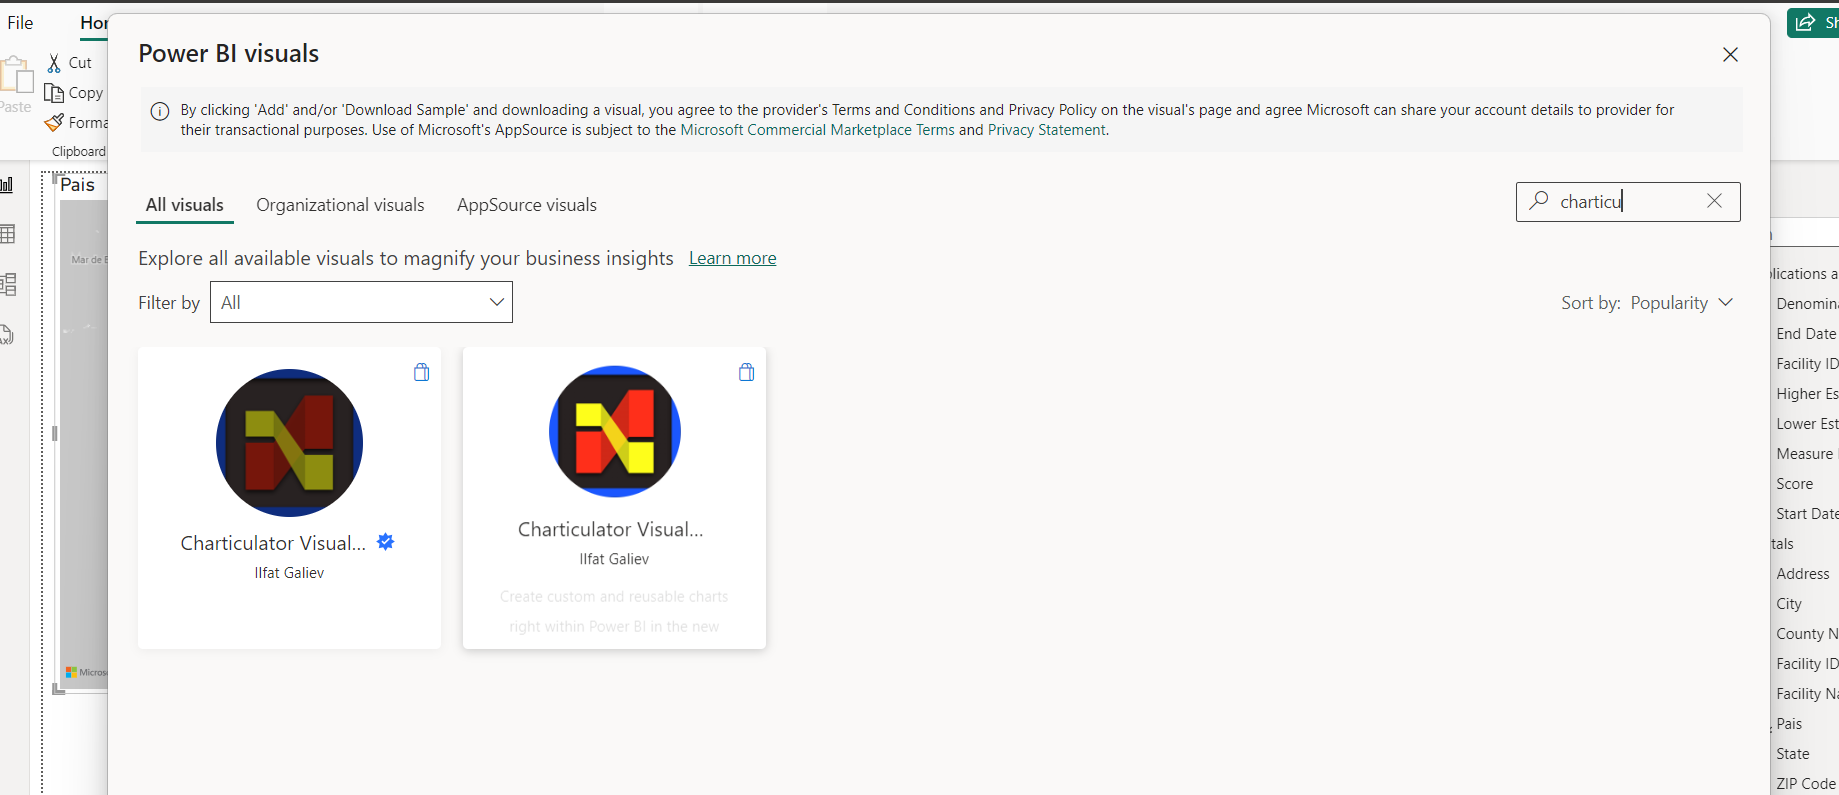 File
Hor
Sh
Power BI visuals
Paste
Cut
Copy
Forma
Clipboard
By clicking 'Add' and/or 'Download Sample' and downloading a visual, you agree to the provider's Terms and Conditions and Privacy Policy on the visual's page and agree Microsoft can share your account details to provider for
their transactional purposes. Use of Microsoft's AppSource is subject to the Microsoft Commercial Marketplace Terms and Privacy Statement.
Pais
All visuals
Organizational visuals
AppSource visuals
charticu
Mar de B
Explore all available visuals to magnify your business insights Learn more
Filter by
All
Sort by: Popularity
Charticulator Visual...
Ilfat Galiev
Charticulator Visual...
Ilfat Galiev
Create custom and reusable charts
right within Power BI in the new
Microso
plications a
Denomina
End Date
Facility ID
Higher Es
Lower Est
Measure I
Score
Start Date
tals
Address
City
County N
Facility ID
Facility Na
Pais
State
ZIP Code